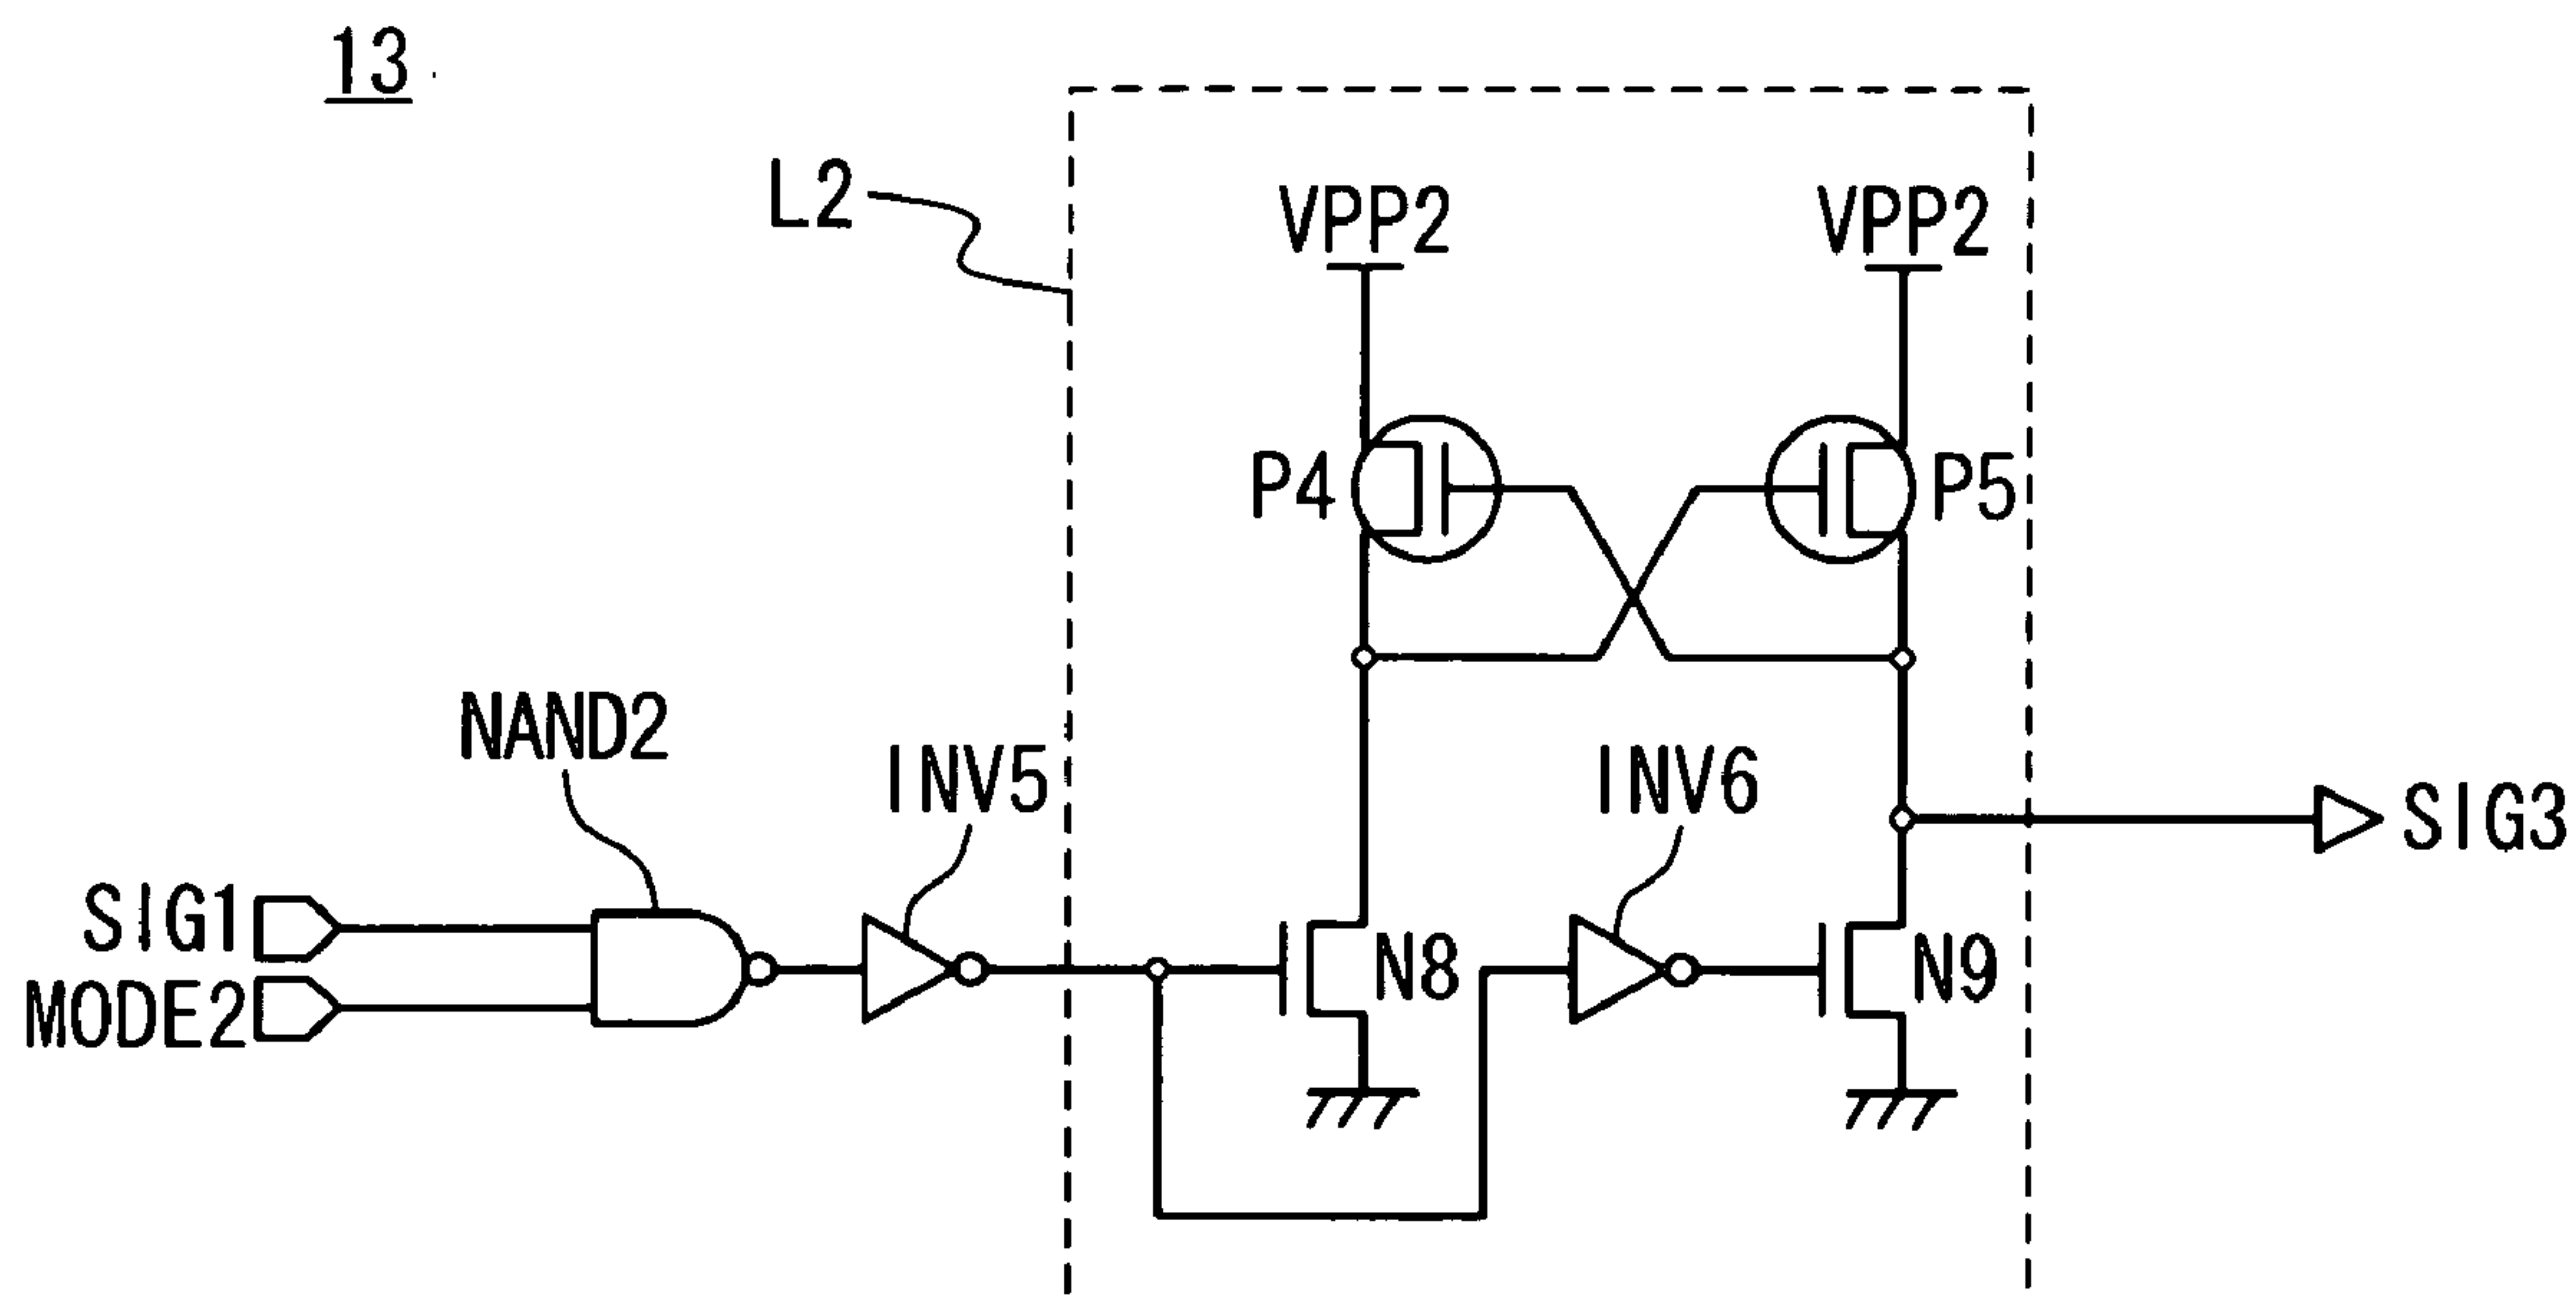 13
L2
VPP2
VPP2
P4
P5
NAND2
INV5
INV6
SIG3
SIG1
MODE2
N8
N9